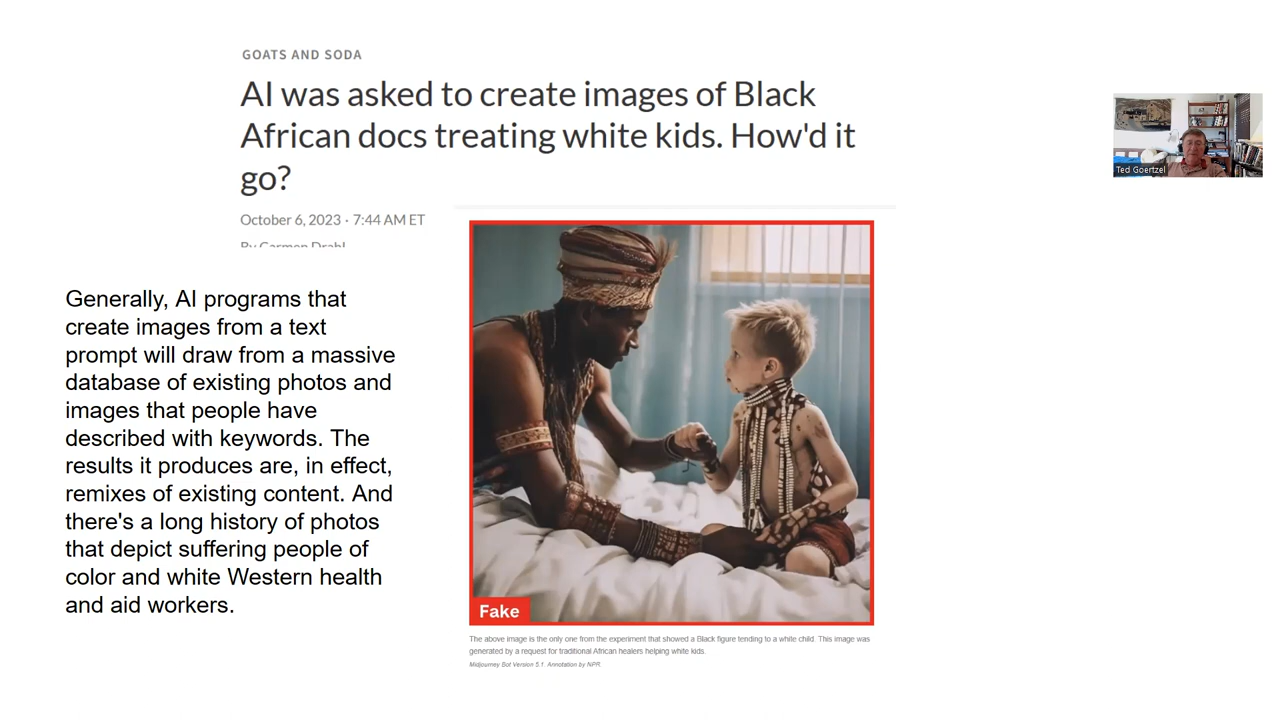 GOATS AND SODA
AI was asked to create images of Black
African docs treating white kids. How'd it
go?
October 6, 2023 · 7:44 AM ET
By Carmen Drahl
Generally, AI programs that
create images from a text
prompt will draw from a massive
database of existing photos and
images that people have
described with keywords. The
results it produces are, in effect,
remixes of existing content. And
there's a long history of photos
that depict suffering people of
color and white Western health
and aid workers.
Fake
The above image is the only one from the experiment that showed a Black figure tending to a white child. This image was
generated by a request for traditional African healers helping white kids.
Midjourney Bot Version 5.1. Annotation by NPR.
Ted Goertzel